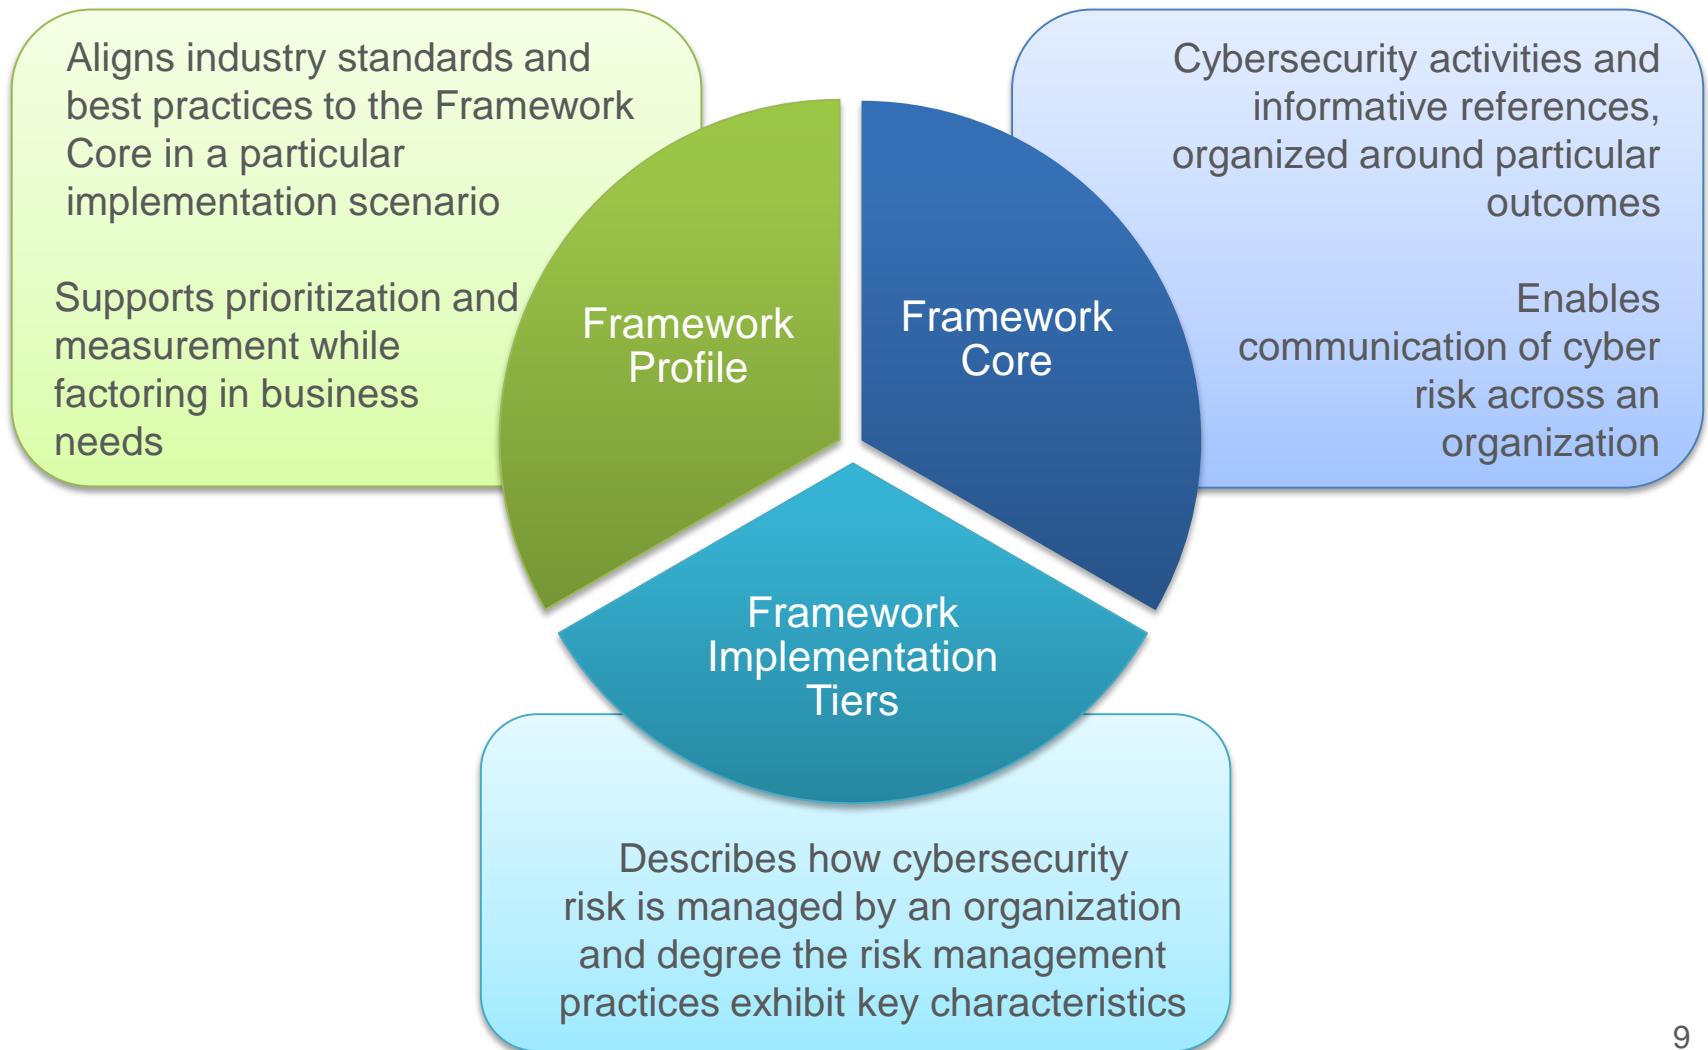 Aligns industry standards and
best practices to the Framework
Core in a particular
implementation scenario
Supports prioritization and
measurement while
factoring in business
needs
Framework
Profile
Cybersecurity activities and
informative references,
organized around particular
outcomes
Enables
communication of cyber
risk across an
organization
Framework
Core
Framework
Implementation
Tiers
Describes how cybersecurity
risk is managed by an organization
and degree the risk management
practices exhibit key characteristics
9